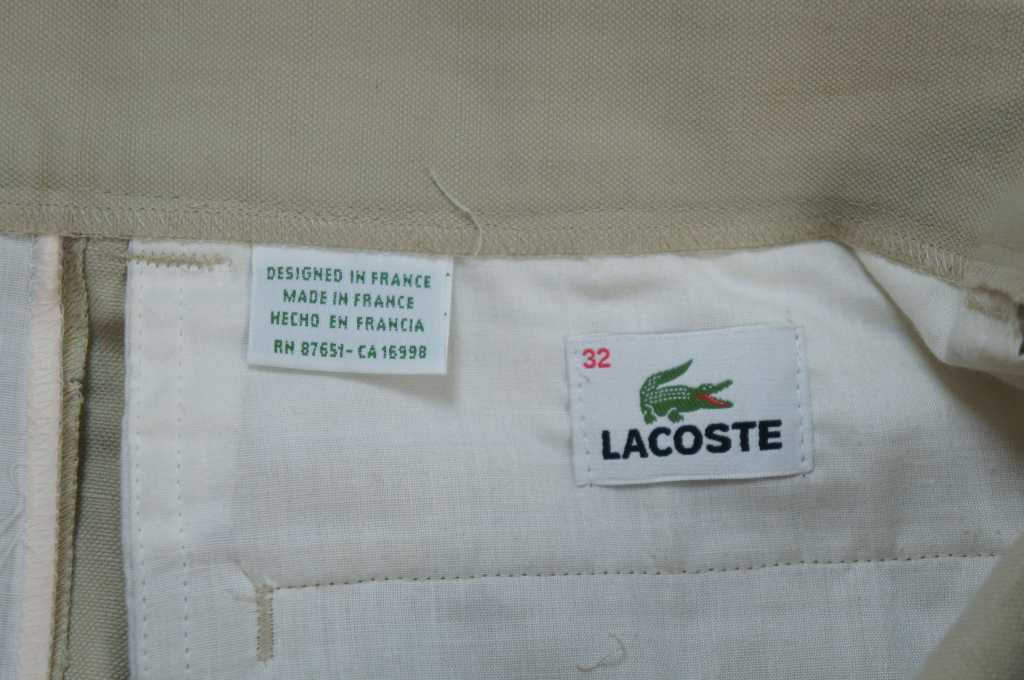 DESIGNED IN FRANCE
MADE IN FRANCE
HECHO EN FRANCIA
RN 87651-CA 16998
32
LACOSTE